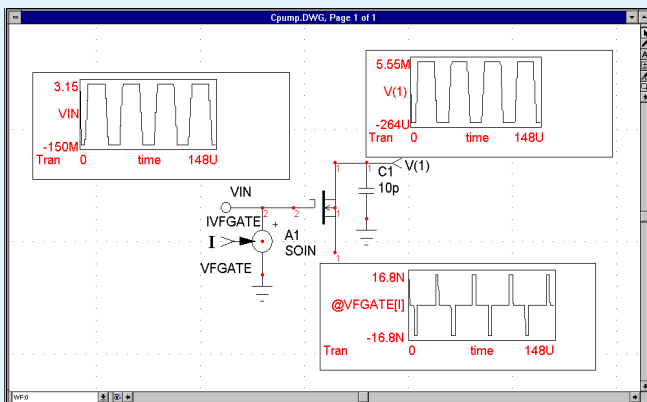 Cpump.DWG, Page 1 of 1
3.15
VIN
-150M
Tran 0 time 148U
5.55M
V(1)
-264U
Tran 0 time 148U
1 1 1 V(1)
C1
10p
VIN
2 2
1
IVFGATE
+
I
A1
SOIN
VFGATE
1
16.8N
@VFGATE[I]
-16.8N
Tran 0 time 148U
WF:0